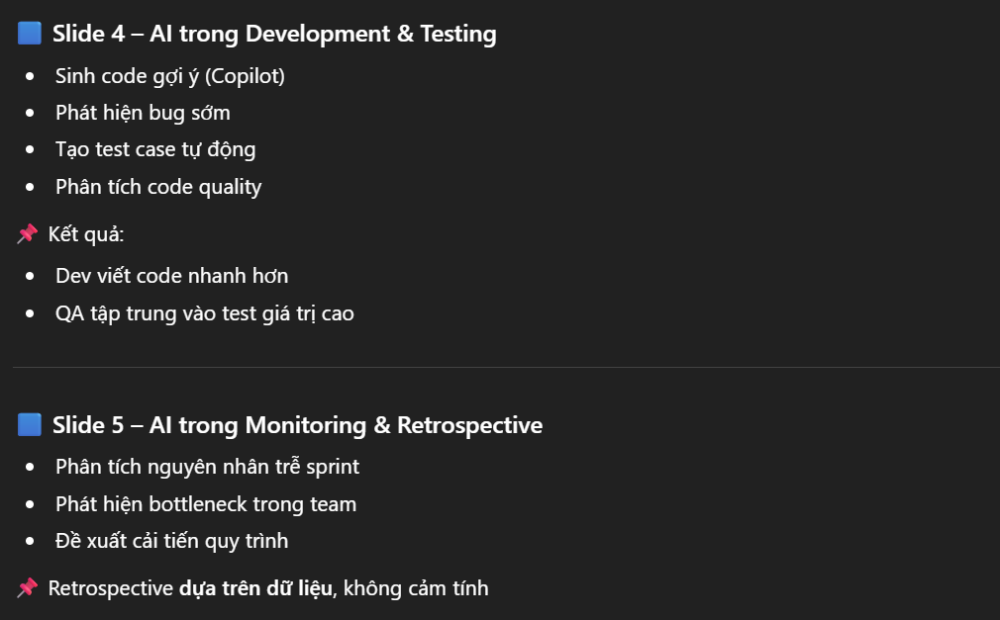 Slide 4 – AI trong Development & Testing
Sinh code gợi ý (Copilot)
Phát hiện bug sớm
Tạo test case tự động
Phân tích code quality
Kết quả:
Dev viết code nhanh hơn
QA tập trung vào test giá trị cao
Slide 5 – AI trong Monitoring & Retrospective
Phân tích nguyên nhân trễ sprint
Phát hiện bottleneck trong team
Đề xuất cải tiến quy trình
Retrospective dựa trên dữ liệu, không cảm tính